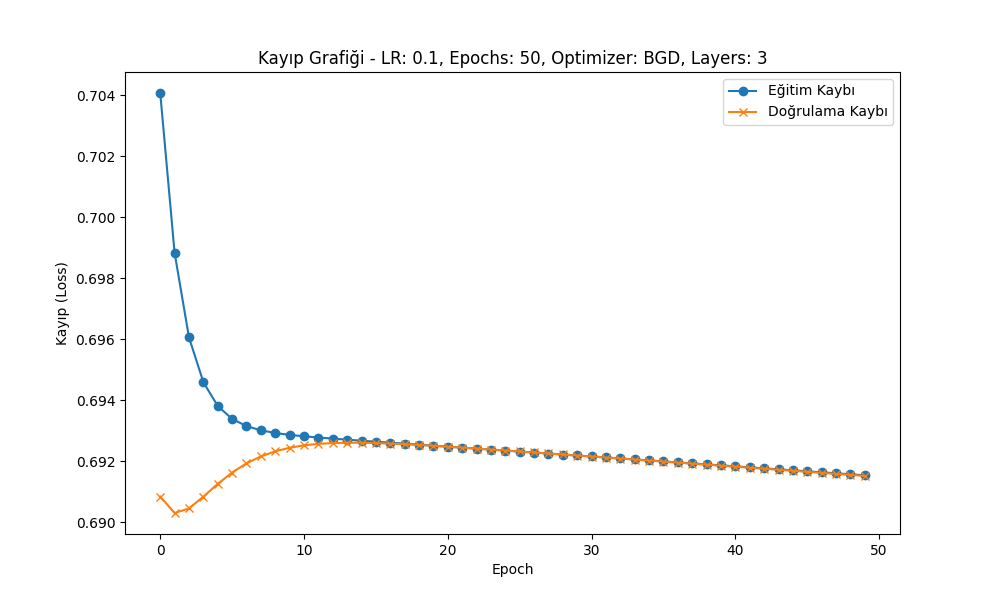 Kayıp Grafiği - LR: 0.1, Epochs: 50, Optimizer: BGD, Layers: 3
Eğitim Kaybı
Doğrulama Kaybı
Kayıp (Loss)
0.704
0.702
0.700
0.698
0.696
0.694
0.692
0.690
0 10 20 30 40 50
Epoch